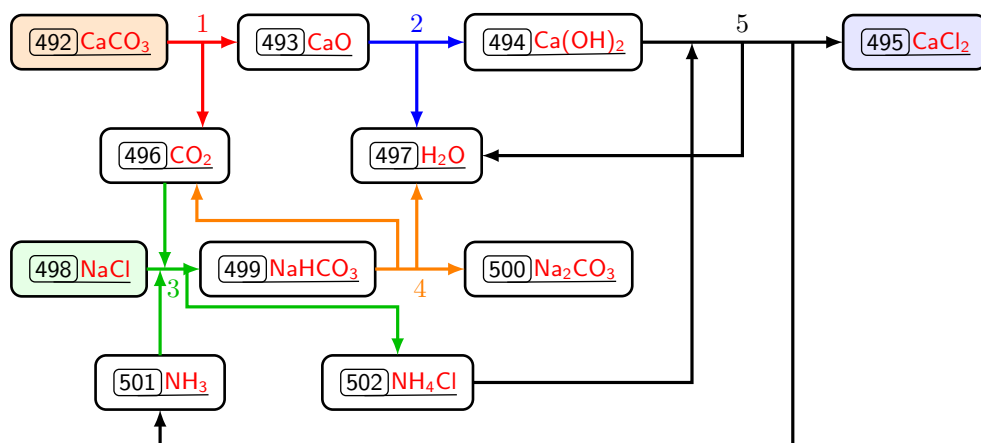 1 2 5
492 CaCO₃ 493 CaO 494 Ca(OH)₂ 495 CaCl₂
496 CO₂ 497 H₂O
498 NaCl 499 NaHCO₃ 500 Na₂CO₃
3 4
501 NH₃ 502 NH₄Cl